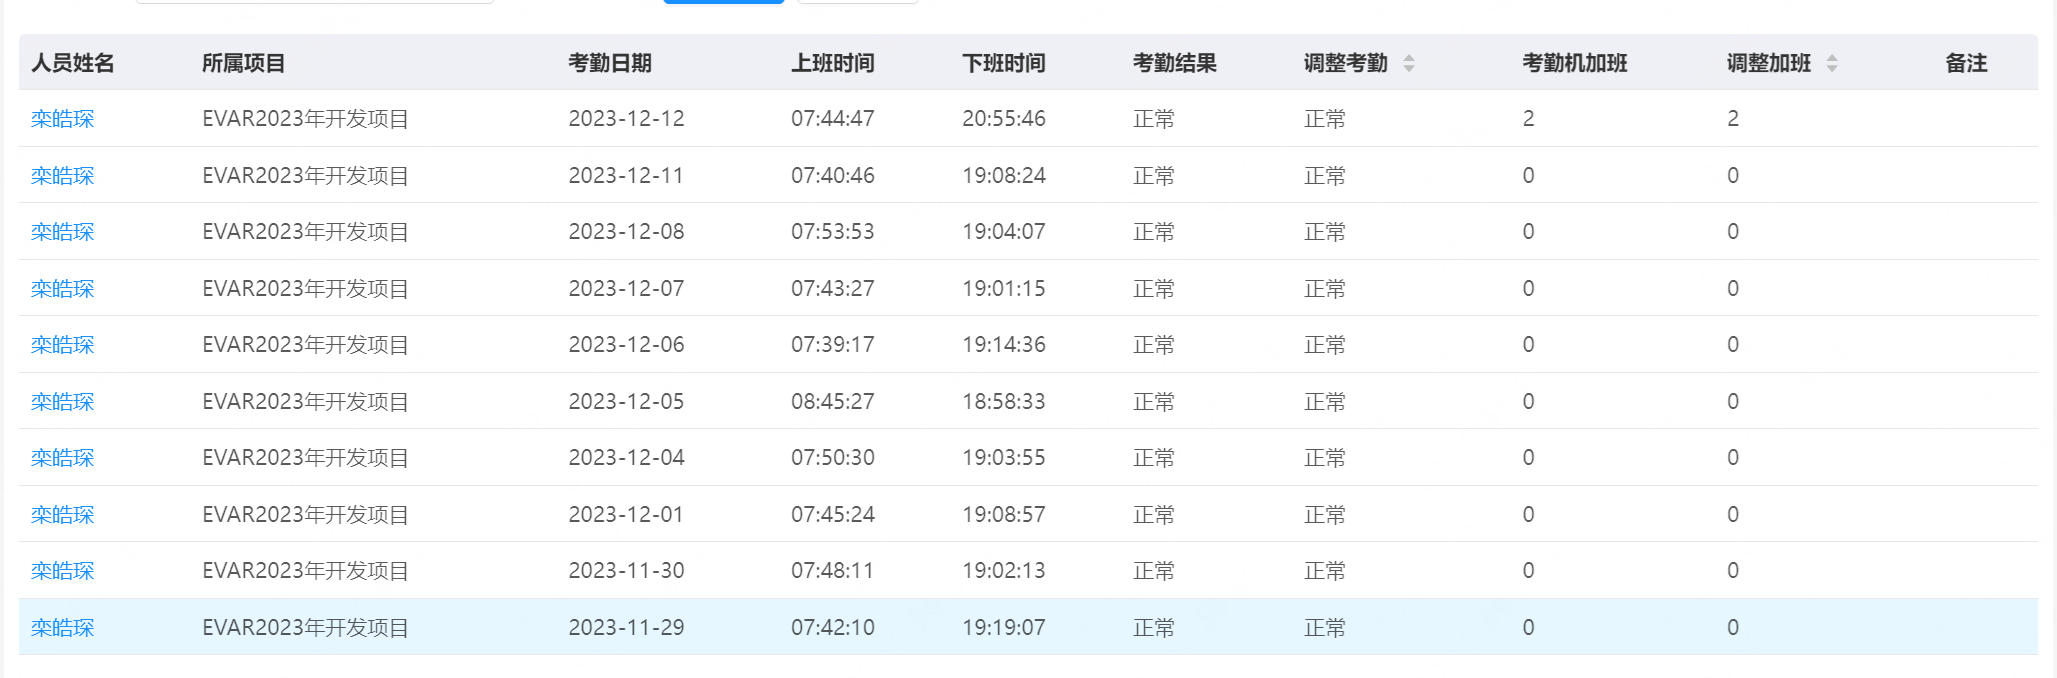 人员姓名 所属项目 考勤日期 上班时间 下班时间 考勤结果 调整考勤 考勤机加班 调整加班 备注
栾皓琛 EVAR2023年开发项目 2023-12-12 07:44:47 20:55:46 正常 正常 2 2
栾皓琛 EVAR2023年开发项目 2023-12-11 07:40:46 19:08:24 正常 正常 0 0
栾皓琛 EVAR2023年开发项目 2023-12-08 07:53:53 19:04:07 正常 正常 0 0
栾皓琛 EVAR2023年开发项目 2023-12-07 07:43:27 19:01:15 正常 正常 0 0
栾皓琛 EVAR2023年开发项目 2023-12-06 07:39:17 19:14:36 正常 正常 0 0
栾皓琛 EVAR2023年开发项目 2023-12-05 08:45:27 18:58:33 正常 正常 0 0
栾皓琛 EVAR2023年开发项目 2023-12-04 07:50:30 19:03:55 正常 正常 0 0
栾皓琛 EVAR2023年开发项目 2023-12-01 07:45:24 19:08:57 正常 正常 0 0
栾皓琛 EVAR2023年开发项目 2023-11-30 07:48:11 19:02:13 正常 正常 0 0
栾皓琛 EVAR2023年开发项目 2023-11-29 07:42:10 19:19:07 正常 正常 0 0